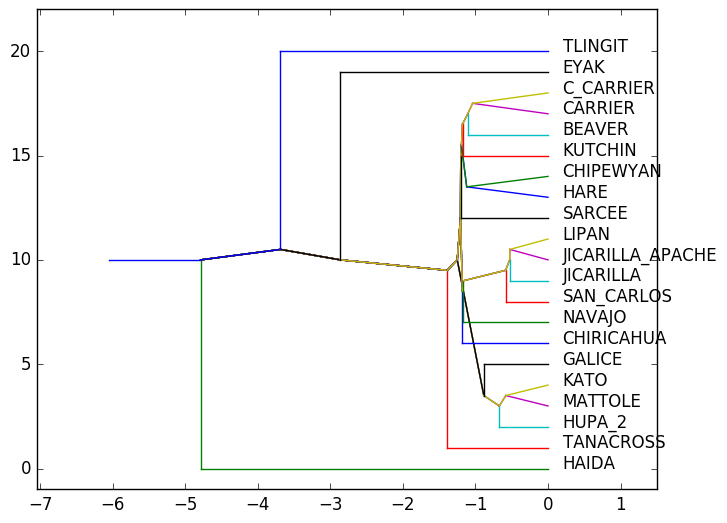 20
15
10
5
0
TLINGIT
EYAK
C_CARRIER
CARRIER
BEAVER
KUTCHIN
CHIPEWYAN
HARE
SARCEE
LIPAN
JICARILLA_APACHE
JICARILLA
SAN_CARLOS
NAVAJO
CHIRICAHUA
GALICE
KATO
MATTOLE
HUPA_2
TANACROSS
HAIDA
−7 −6 −5 −4 −3 −2 −1 0 1